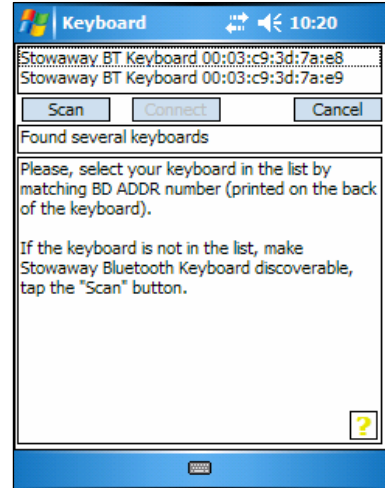 Keyboard 10:20
Stowaway BT Keyboard 00:03:c9:3d:7a:e8
Stowaway BT Keyboard 00:03:c9:3d:7a:e9
Scan Connect Cancel
Found several keyboards
Please, select your keyboard in the list by
matching BD ADDR number (printed on the back
of the keyboard).
If the keyboard is not in the list, make
Stowaway Bluetooth Keyboard discoverable,
tap the "Scan" button.
?